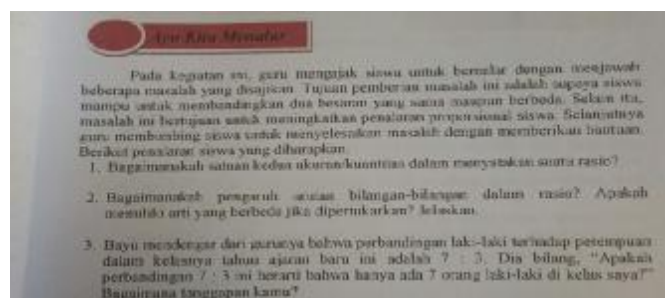 Ayo Kita Menalar
Pada kegiatan ini, guru mengajak siswa untuk bernalar dengan menjawab
beberapa masalah yang disajikan. Tujuan pemberian masalah ini adalah supaya siswa
mampu untuk membandingkan dua besaran yang sama maupun berbeda. Selain itu,
masalah ini bertujuan untuk meningkatkan penalaran proporsional siswa. Selanjutnya
guru membimbing siswa untuk menyelesaikan masalah dengan memberikan bantuan.
Berikut penalaran siswa yang diharapkan
1. Bagaimanakah satuan kedua ukuran/kuantitas dalam menyatakan suatu rasio?
2. Bagaimanakah pengaruh urutan bilangan-bilangan dalam rasio? Apakah
memiliki arti yang berbeda jika dipertukarkan? Jelaskan.
3. Bayu mendengar dari gurunya bahwa perbandingan laki-laki terhadap perempuan
dalam kelasnya tahun ajaran baru ini adalah 7 : 3. Dia bilang, "Apakah
perbandingan 7 : 3 ini berarti bahwa hanya ada 7 orang laki-laki di kelas saya?"
Bagaimana tanggapan kamu?